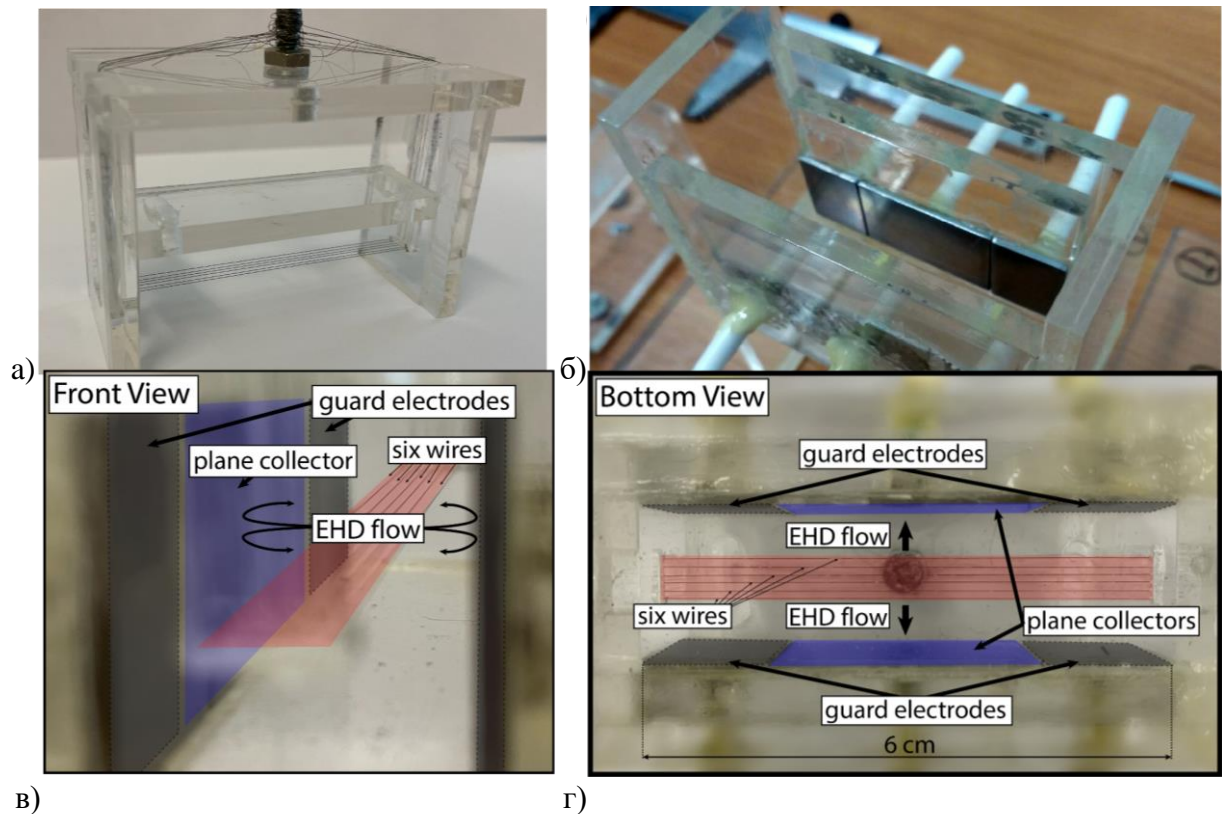 а)
б)
Front View
guard electrodes
plane collector
six wires
EHD flow
в)
Bottom View
guard electrodes
EHD flow
six wires
EHD flow
plane collectors
guard electrodes
6 cm
г)